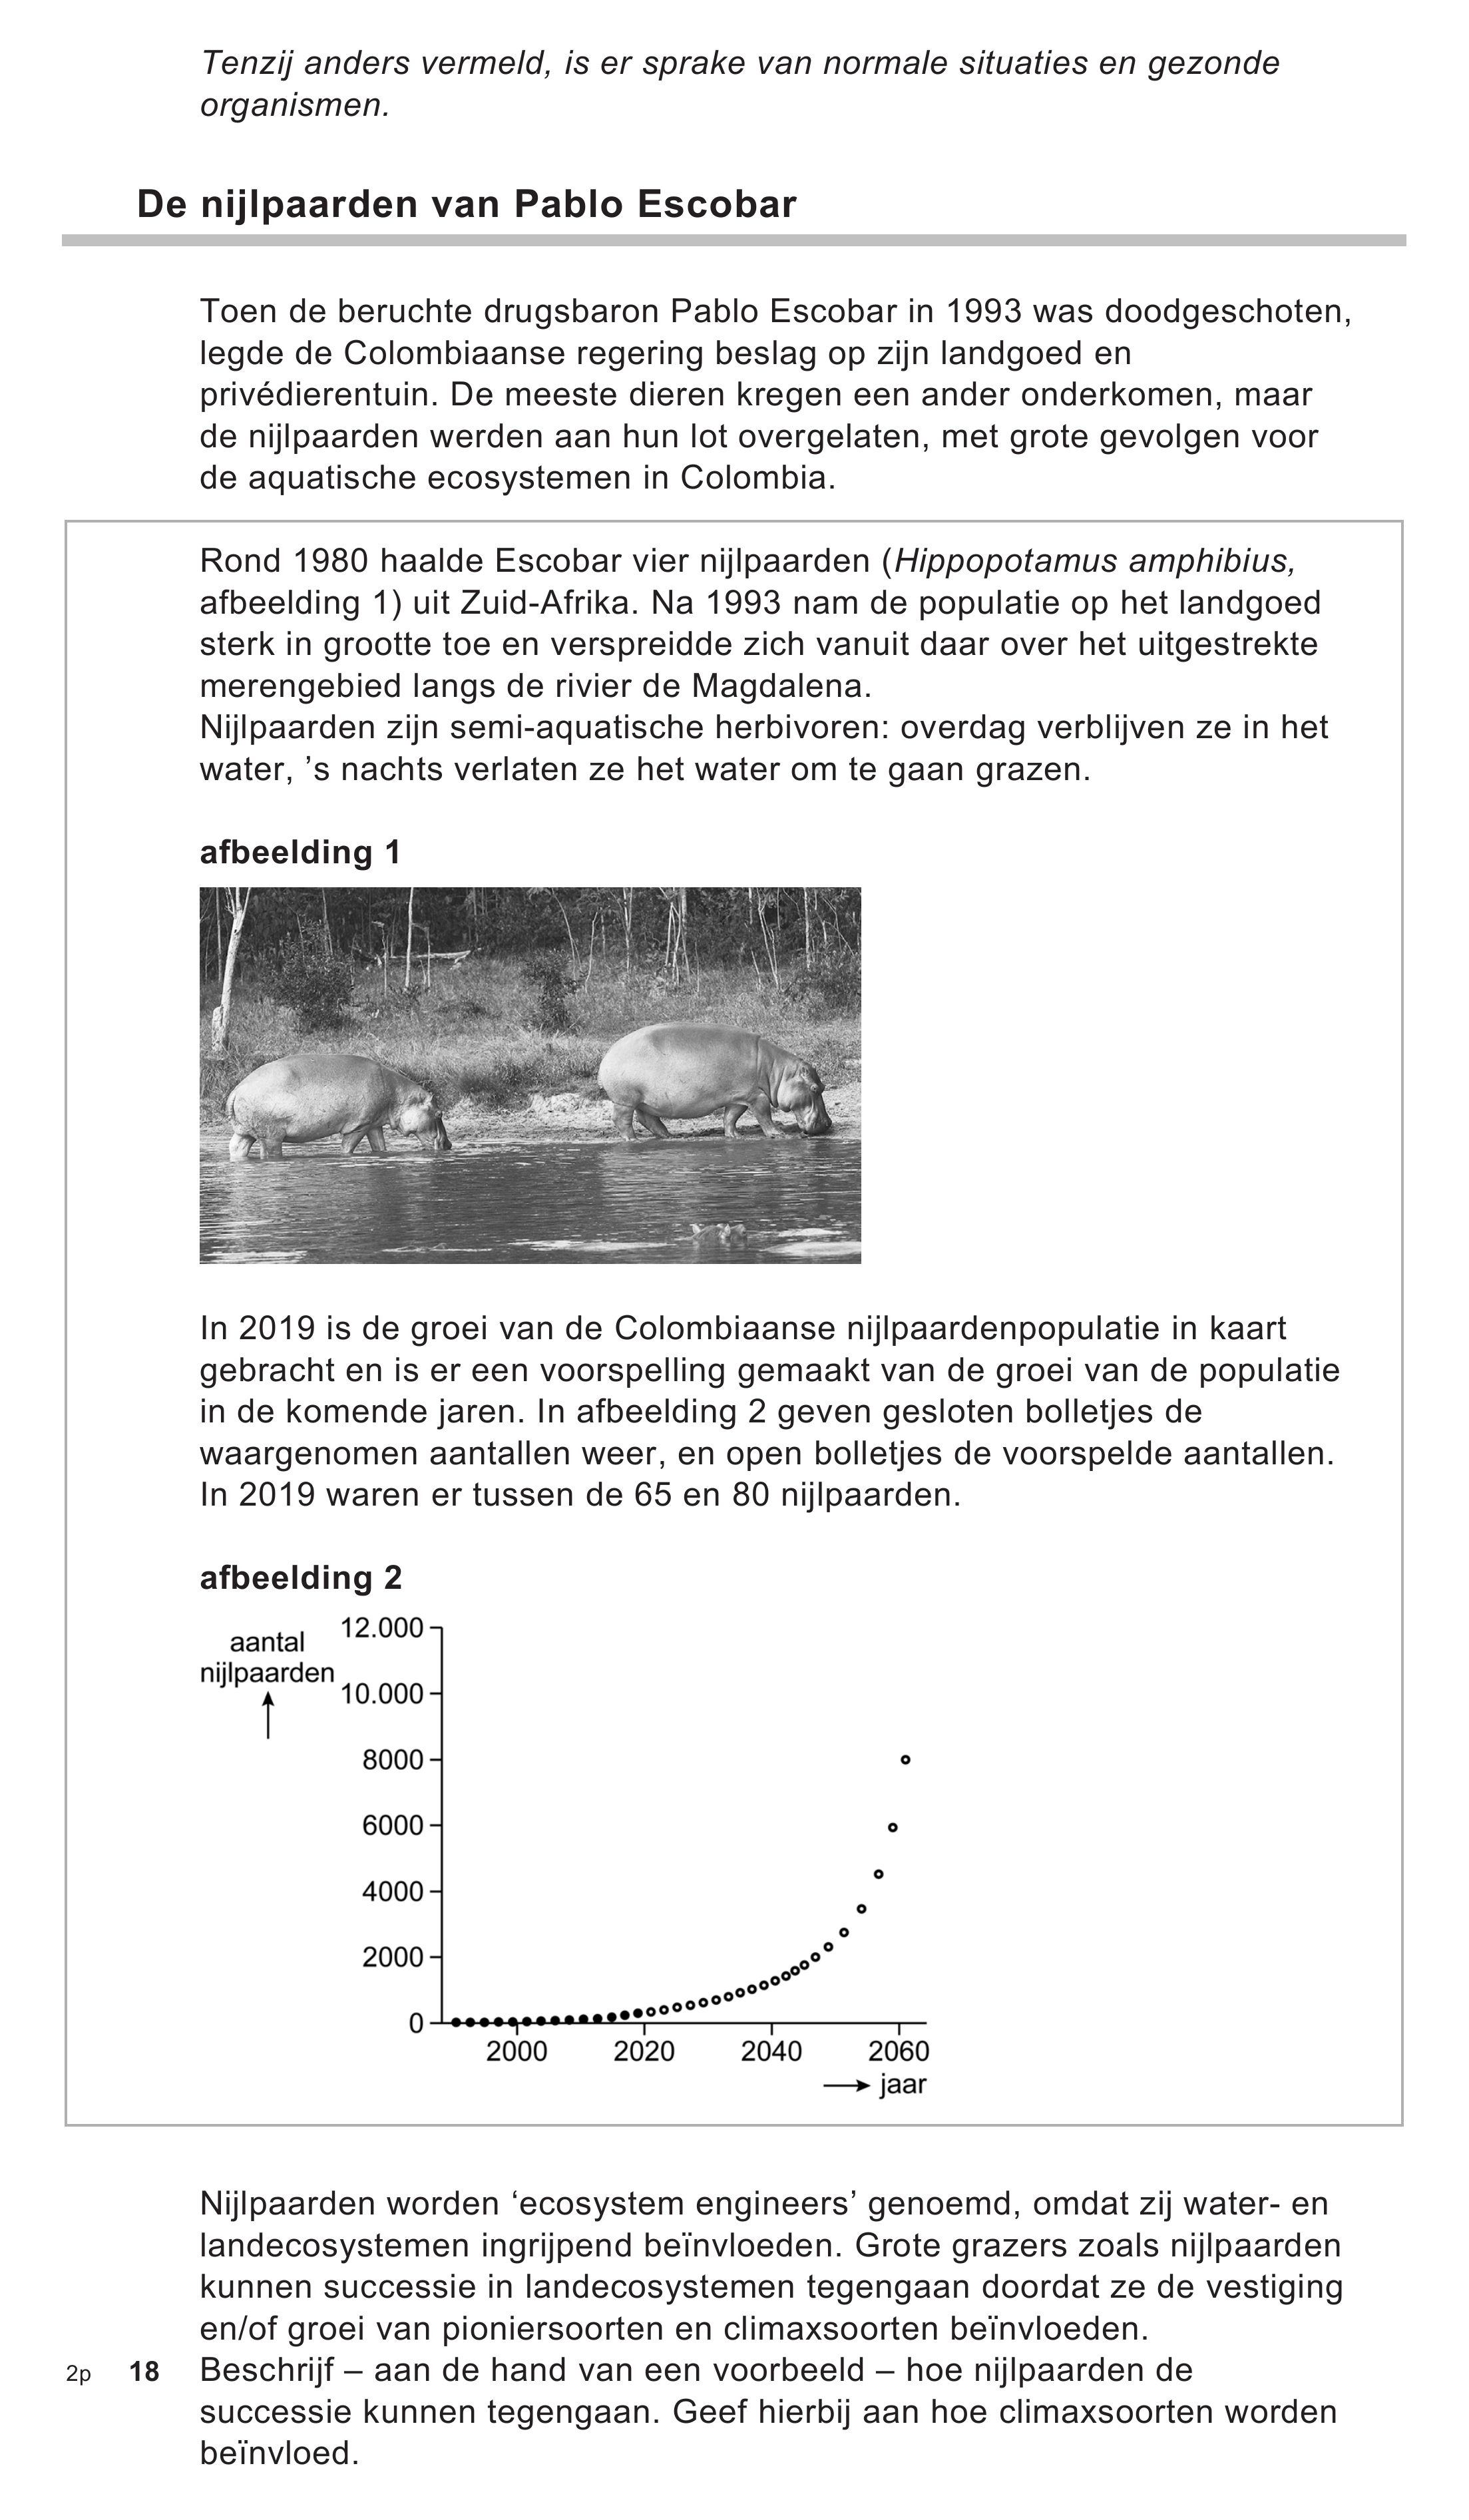 Tenzij anders vermeld, is er sprake van normale situaties en gezonde
organismen.
De nijlpaarden van Pablo Escobar
Toen de beruchte drugsbaron Pablo Escobar in 1993 was doodgeschoten,
legde de Colombiaanse regering beslag op zijn landgoed en
privédierentuin. De meeste dieren kregen een ander onderkomen, maar
de nijlpaarden werden aan hun lot overgelaten, met grote gevolgen voor
de aquatische ecosystemen in Colombia.
Rond 1980 haalde Escobar vier nijlpaarden (Hippopotamus amphibius,
afbeelding 1) uit Zuid-Afrika. Na 1993 nam de populatie op het landgoed
sterk in grootte toe en verspreidde zich vanuit daar over het uitgestrekte
merengebied langs de rivier de Magdalena.
Nijlpaarden zijn semi-aquatische herbivoren: overdag verblijven ze in het
water, ’s nachts verlaten ze het water om te gaan grazen.
afbeelding 1
In 2019 is de groei van de Colombiaanse nijlpaardenpopulatie in kaart
gebracht en is er een voorspelling gemaakt van de groei van de populatie
in de komende jaren. In afbeelding 2 geven gesloten bolletjes de
waargenomen aantallen weer, en open bolletjes de voorspelde aantallen.
In 2019 waren er tussen de 65 en 80 nijlpaarden.
afbeelding 2
aantal
nijlpaarden
12.000
10.000
8000
6000
4000
2000
0
2000 2020 2040 2060
jaar
Nijlpaarden worden ‘ecosystem engineers’ genoemd, omdat zij water- en
landecosystemen ingrijpend beïnvloeden. Grote grazers zoals nijlpaarden
kunnen successie in landecosystemen tegengaan doordat ze de vestiging
en/of groei van pioniersoorten en climaxsoorten beïnvloeden.
2p 18 Beschrijf – aan de hand van een voorbeeld – hoe nijlpaarden de
successie kunnen tegengaan. Geef hierbij aan hoe climaxsoorten worden
beïnvloed.